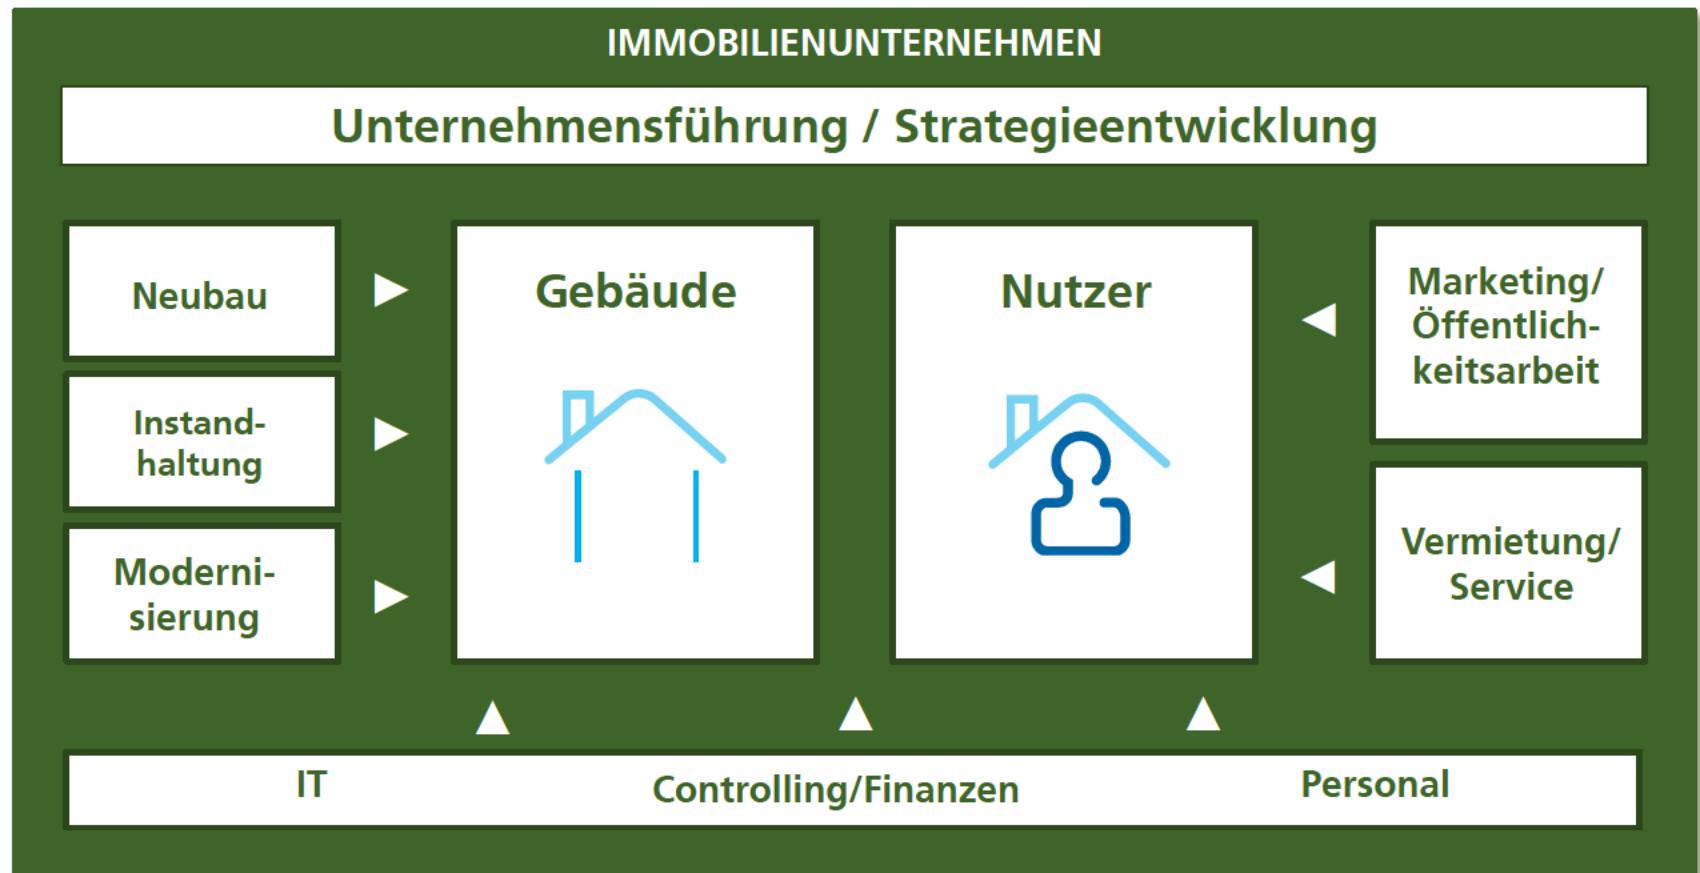 IMMOBILIENUNTERNEHMEN
Unternehmensführung / Strategieentwicklung
Neubau
Instand-
haltung
Moderni-
sierung
Gebäude
Nutzer
Marketing/
Öffentlich-
keitsarbeit
Vermietung/
Service
IT
Controlling/Finanzen
Personal